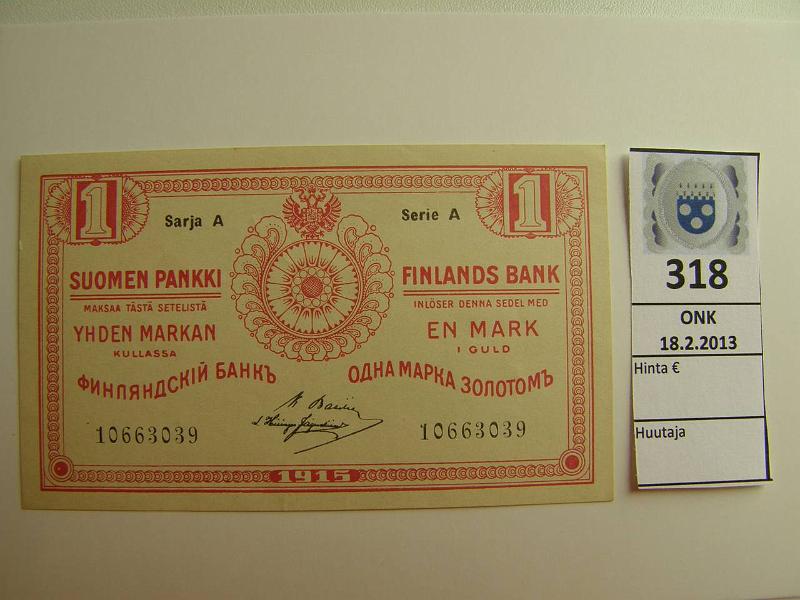 1
1
Sarja A
Serie A
SUOMEN PANKKI
MAKSAA TÄSTÄ SETELISTÄ
YHDEN MARKAN
KULLASSA
FINLANDS BANK
INLÖSER DENNA SEDEL MED
EN MARK
I GULD
ФИНЛЯНДСКІЙ БАНКЪ
ОДНА МАРКА ЗОЛОТОМЪ
10663039
10663039
1915
318
ONK
18.2.2013
Hinta €
Huutaja